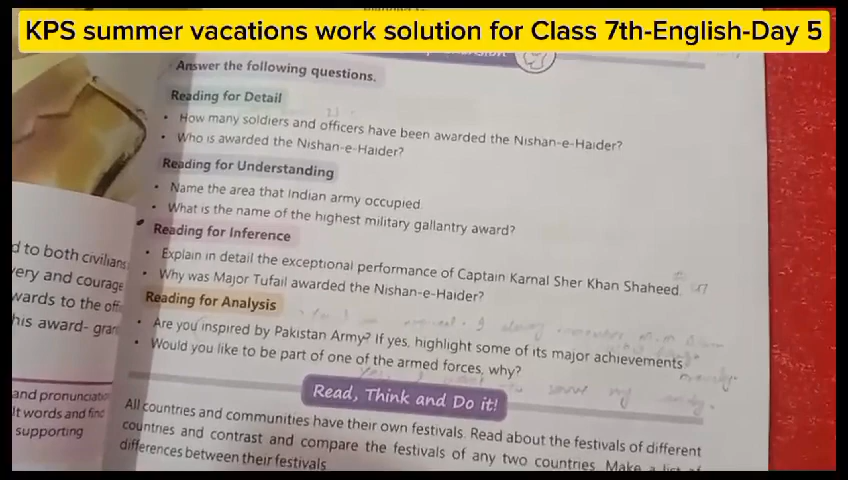 KPS summer vacations work solution for Class 7th-English-Day 5
Answer the following questions.
Reading for Detail
• How many soldiers and officers have been awarded the Nishan-e-Haider?
• Who is awarded the Nishan-e-Haider?
Reading for Understanding
• Name the area that Indian army occupied.
• What is the name of the highest military gallantry award?
Reading for Inference
• Explain in detail the exceptional performance of Captain Karnal Sher Khan Shaheed.
• Why was Major Tufail awarded the Nishan-e-Haider?
Reading for Analysis
• Are you inspired by Pakistan Army? If yes, highlight some of its major achievements
• Would you like to be part of one of the armed forces, why?
Read, Think and Do it!
All countries and communities have their own festivals. Read about the festivals of different
countries and contrast and compare the festivals of any two countries. Make a list of
differences between their festivals
d to both civilians
very and courage
wards to the offi
his award- gran
and pronunciatio
lt words and find
supporting